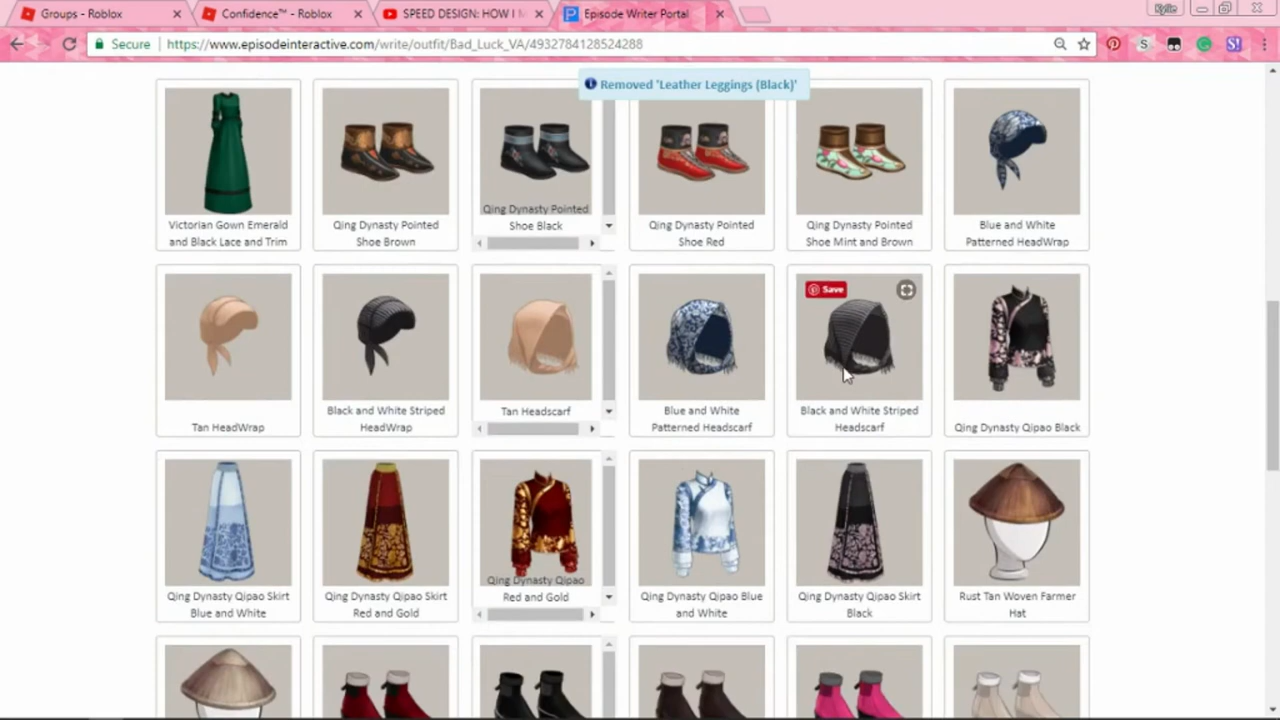 Groups - Roblox
Confidence™ - Roblox
SPEED DESIGN: HOW I M
Episode Writer Portal
Kylie
Secure
https://www.episodeinteractive.com/write/outfit/Bad_Luck_VA/4932784128524288
Removed 'Leather Leggings (Black)'
Victorian Gown Emerald
and Black Lace and Trim
Qing Dynasty Pointed
Shoe Brown
Qing Dynasty Pointed
Shoe Black
Qing Dynasty Pointed
Shoe Red
Qing Dynasty Pointed
Shoe Mint and Brown
Blue and White
Patterned HeadWrap
Save
Tan HeadWrap
Black and White Striped
HeadWrap
Tan Headscarf
Blue and White
Patterned Headscarf
Black and White Striped
Headscarf
Qing Dynasty Qipao Black
Qing Dynasty Qipao Skirt
Blue and White
Qing Dynasty Qipao Skirt
Red and Gold
Qing Dynasty Qipao
Red and Gold
Qing Dynasty Qipao Blue
and White
Qing Dynasty Qipao Skirt
Black
Rust Tan Woven Farmer
Hat